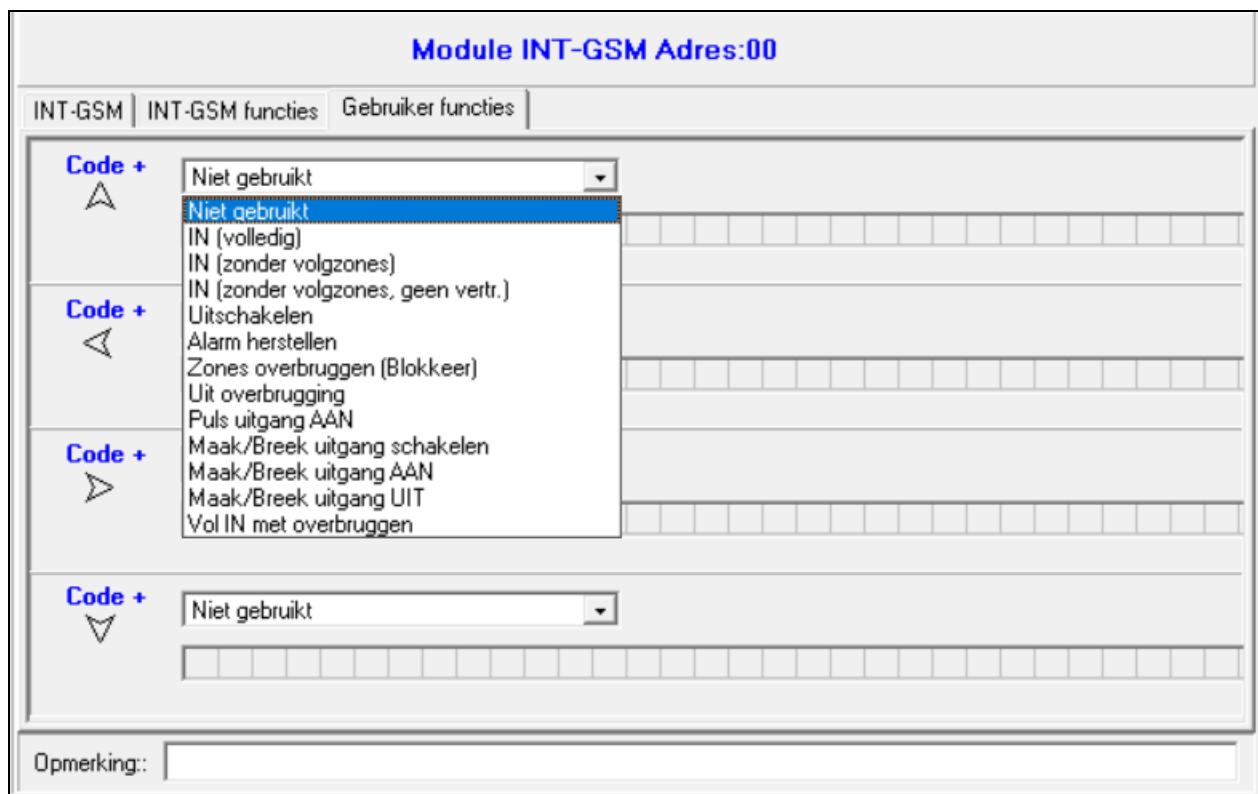 Module INT-GSM Adres:00
INT-GSM INT-GSM functies Gebruiker functies
Code +
Niet gebruikt
Niet gebruikt
IN (volledig)
IN (zonder volgzones)
IN (zonder volgzones, geen vertr.)
Code +
Uitschakelen
Alarm herstellen
Zones overbruggen (Blokkeer)
Uit overbrugging
Puls uitgang AAN
Code +
Maak/Breek uitgang schakelen
Maak/Breek uitgang AAN
Maak/Breek uitgang UIT
Vol IN met overbruggen
Code +
Niet gebruikt
Opmerking::